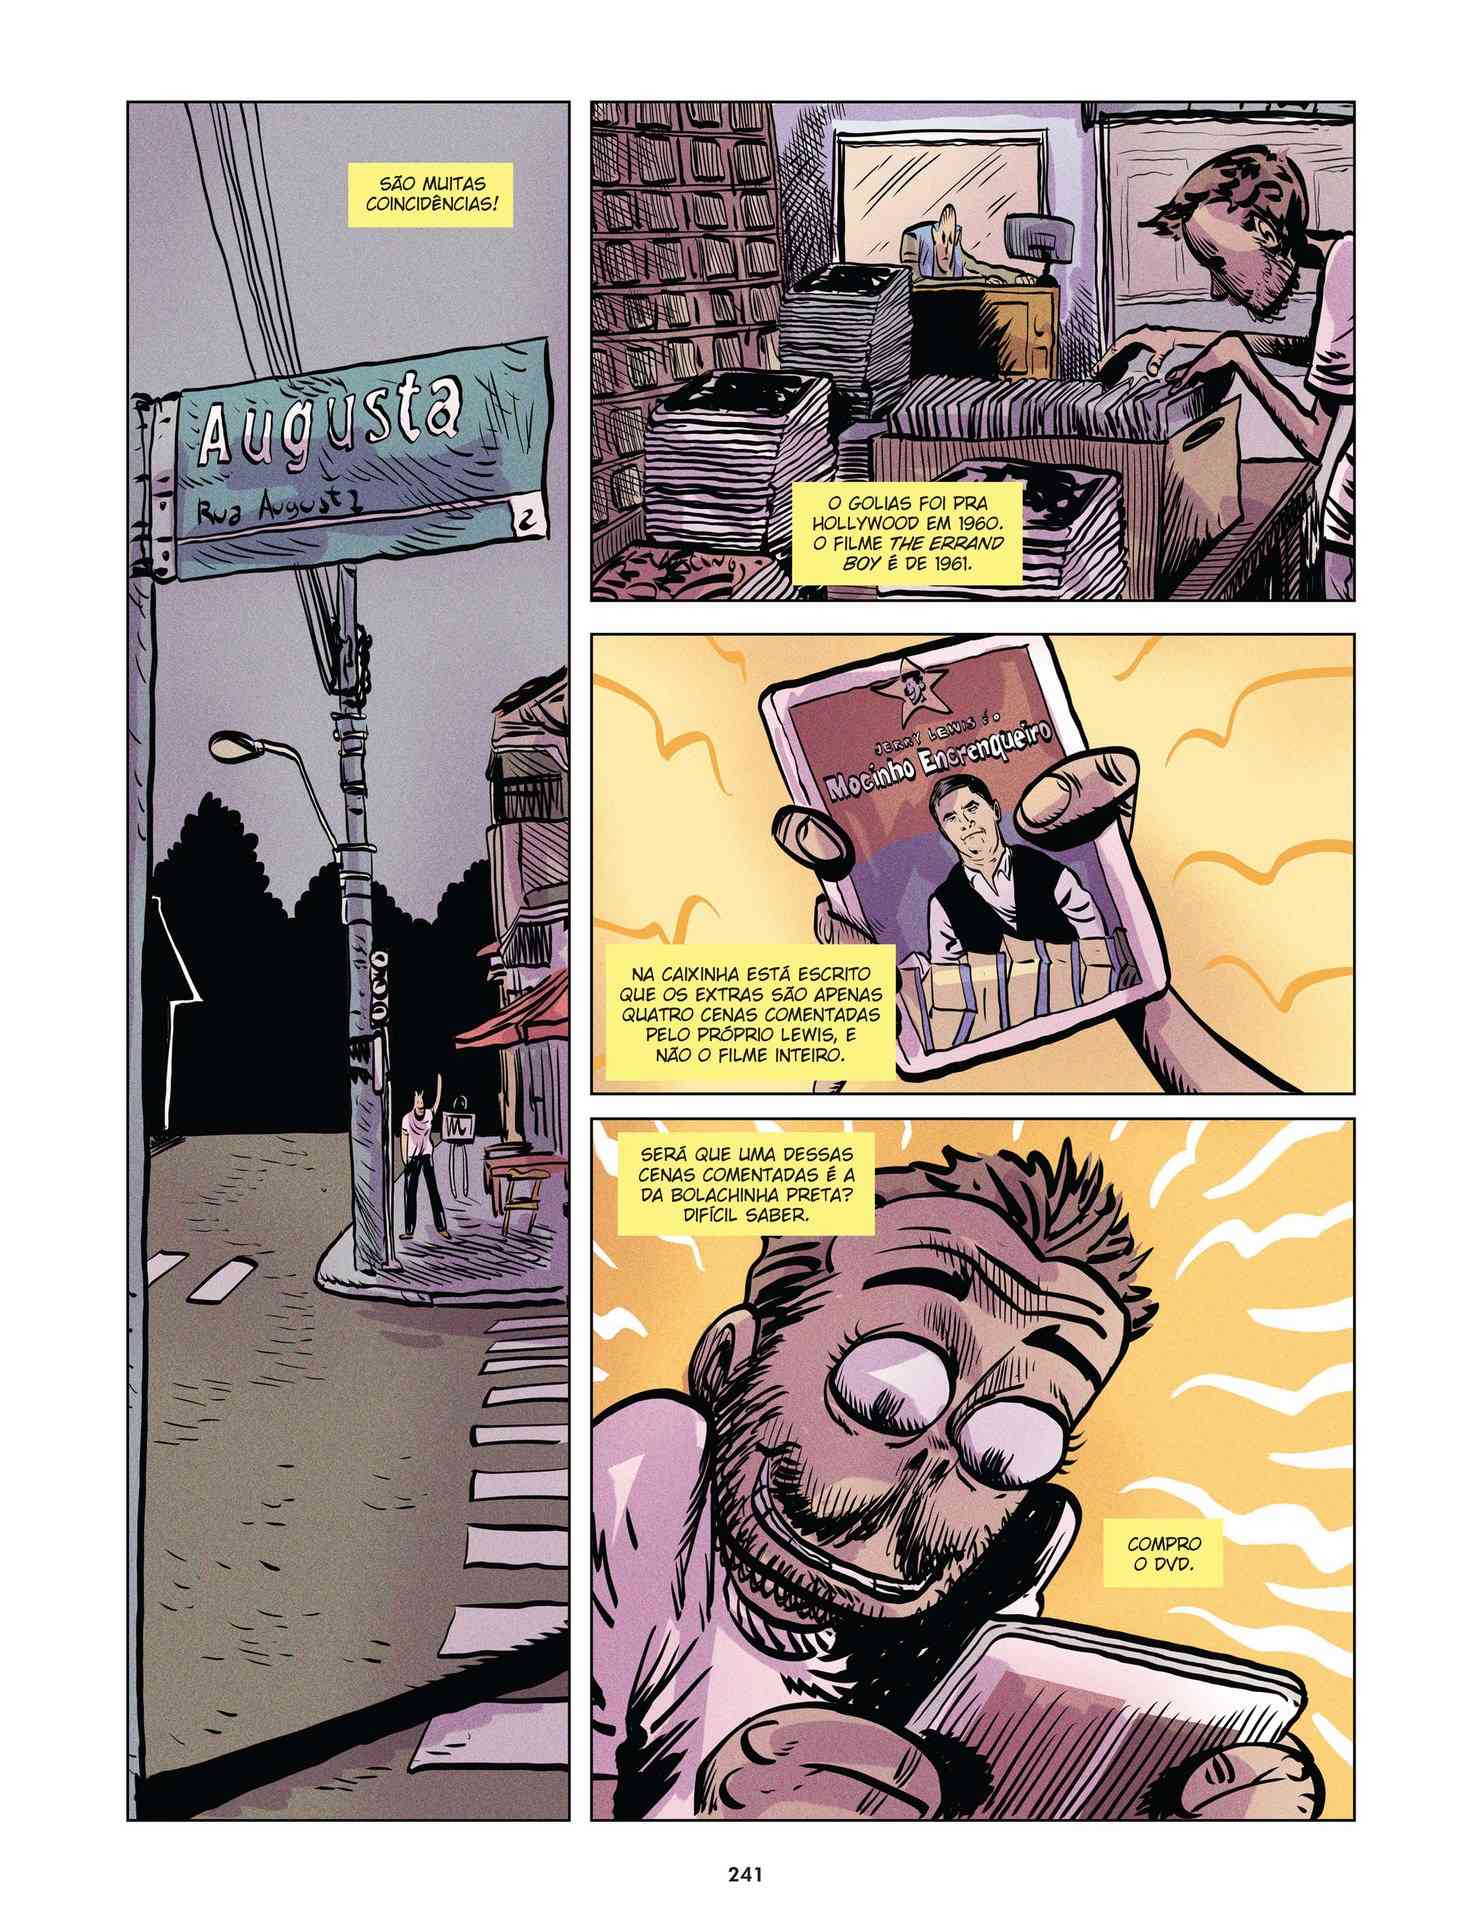 SÃO MUITAS
COINCIDÊNCIAS!
Augusta
Rua Augusta
2
O GOLIAS FOI PRA
HOLLYWOOD EM 1960.
O FILME THE ERRAND
BOY É DE 1961.
JERRY LEWIS É O
Mocinho Encrenqueiro
NA CAIXINHA ESTÁ ESCRITO
QUE OS EXTRAS SÃO APENAS
QUATRO CENAS COMENTADAS
PELO PRÓPRIO LEWIS, E
NÃO O FILME INTEIRO.
SERÁ QUE UMA DESSAS
CENAS COMENTADAS É A
DA BOLACHINHA PRETA?
DIFÍCIL SABER.
COMPRO
O DVD.
241